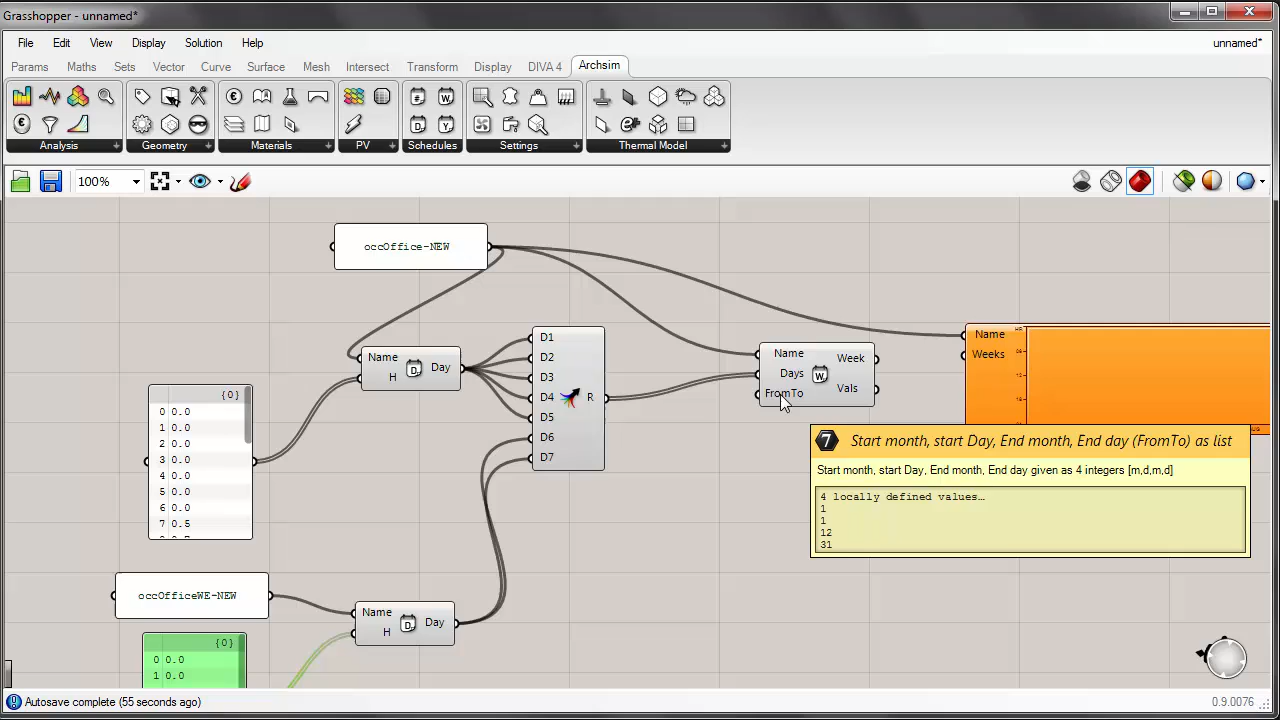 Grasshopper - unnamed*
File Edit View Display Solution Help
unnamed*
Params Maths Sets Vector Curve Surface Mesh Intersect Transform Display DIVA 4 Archsim
Analysis Geometry Materials PV Schedules Settings Thermal Model
100%
occOffice-NEW
Name
H
Day
D1
D2
D3
D4
D5
D6
D7
R
Name
Days
FromTo
Week
Vals
Name
Weeks
{0}
0 0.0
1 0.0
2 0.0
3 0.0
4 0.0
5 0.0
6 0.0
7 0.5
Start month, start Day, End month, End day (FromTo) as list
Start month, start Day, End month, End day given as 4 integers [m,d,m,d]
4 locally defined values…
1
1
12
31
occOfficeWE-NEW
Name
H
Day
{0}
0 0.0
1 0.0
Autosave complete (55 seconds ago)
0.9.0076